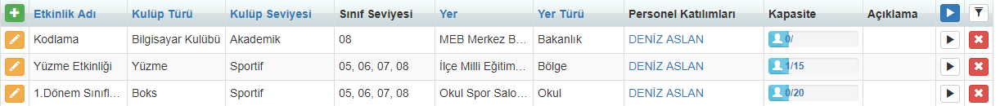 Etkinlik Adı Kulüp Türü Kulüp Seviyesi Sınıf Seviyesi Yer Yer Türü Personel Katılımları Kapasite Açıklama
Kodlama Bilgisayar Kulübü Akademik 08 MEB Merkez B... Bakanlık DENİZ ASLAN 0/
Yüzme Etkinliği Yüzme Sportif 05, 06, 07, 08 İlçe Milli Eğitim... Bölge DENİZ ASLAN 1/15
1.Dönem Sınıfl... Boks Sportif 05, 06, 07, 08 Okul Spor Salo... Okul DENİZ ASLAN 0/20